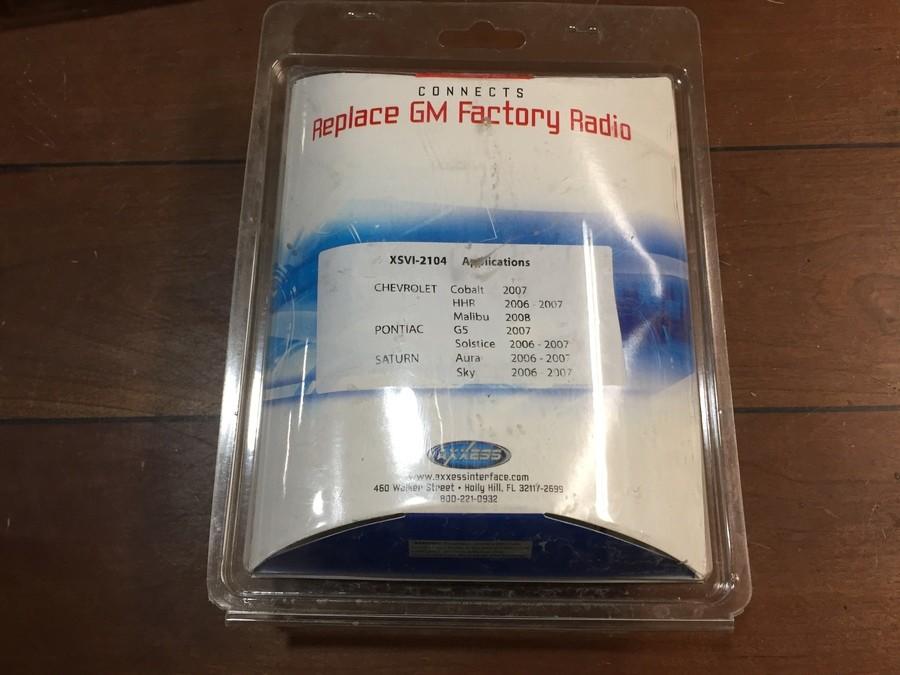 CONNECTS
Replace GM Factory Radio
XSVI-2104 Applications
CHEVROLET Cobalt 2007
HHR 2006 - 2007
Malibu 2008
PONTIAC G5 2007
Solstice 2006 - 2007
SATURN Aura 2006 - 2007
Sky 2006 - 2007
AXXESS
www.axxessinterface.com
460 Walker Street • Holly Hill, FL 32117-2699
800-221-0932